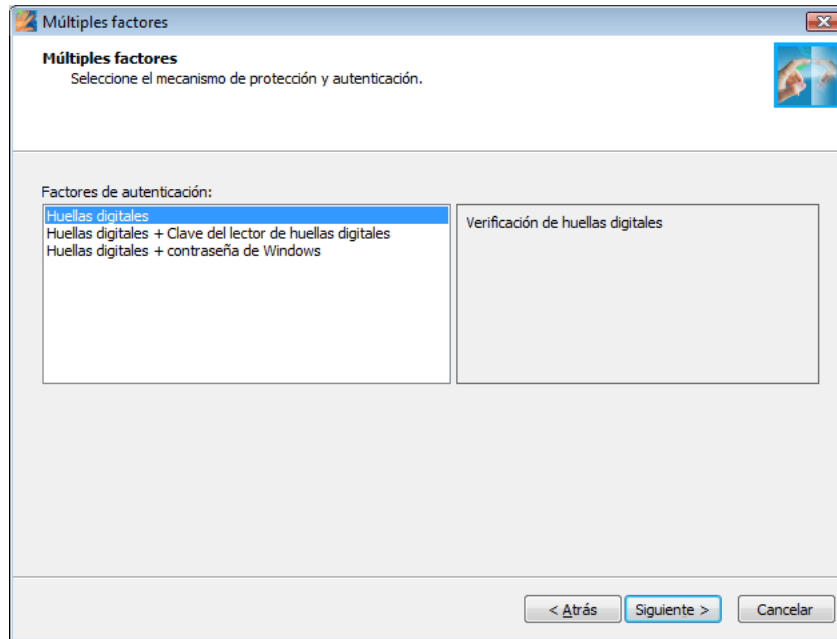 Múltiples factores
Múltiples factores
Seleccione el mecanismo de protección y autenticación.
Factores de autenticación:
Huellas digitales
Huellas digitales + Clave del lector de huellas digitales
Huellas digitales + contraseña de Windows
Verificación de huellas digitales
< Atrás
Siguiente >
Cancelar